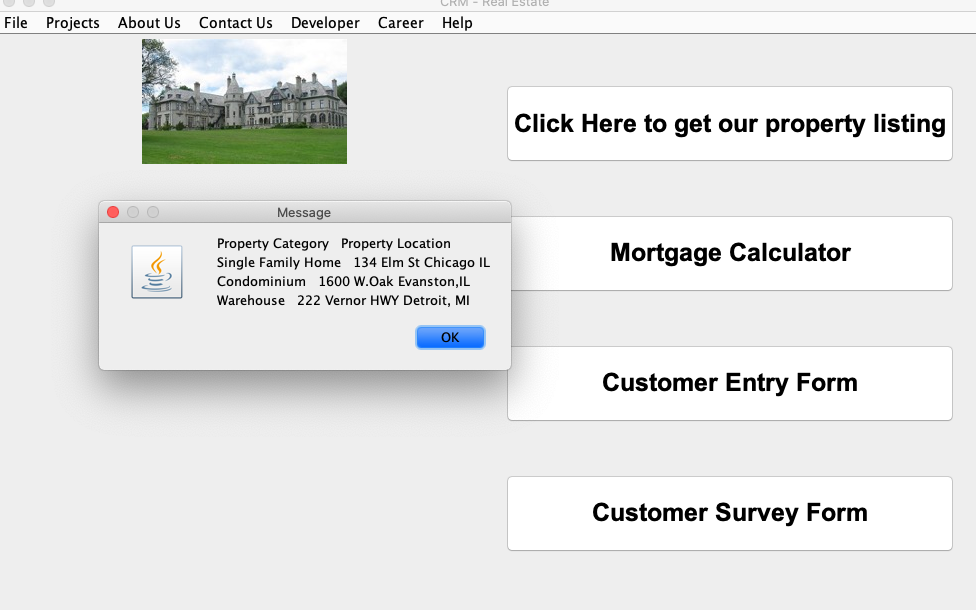 CRM - Real Estate
File Projects About Us Contact Us Developer Career Help
Click Here to get our property listing
Message
Property Category Property Location
Single Family Home 134 Elm St Chicago IL
Condominium 1600 W.Oak Evanston,IL
Warehouse 222 Vernor HWY Detroit, MI
OK
Mortgage Calculator
Customer Entry Form
Customer Survey Form